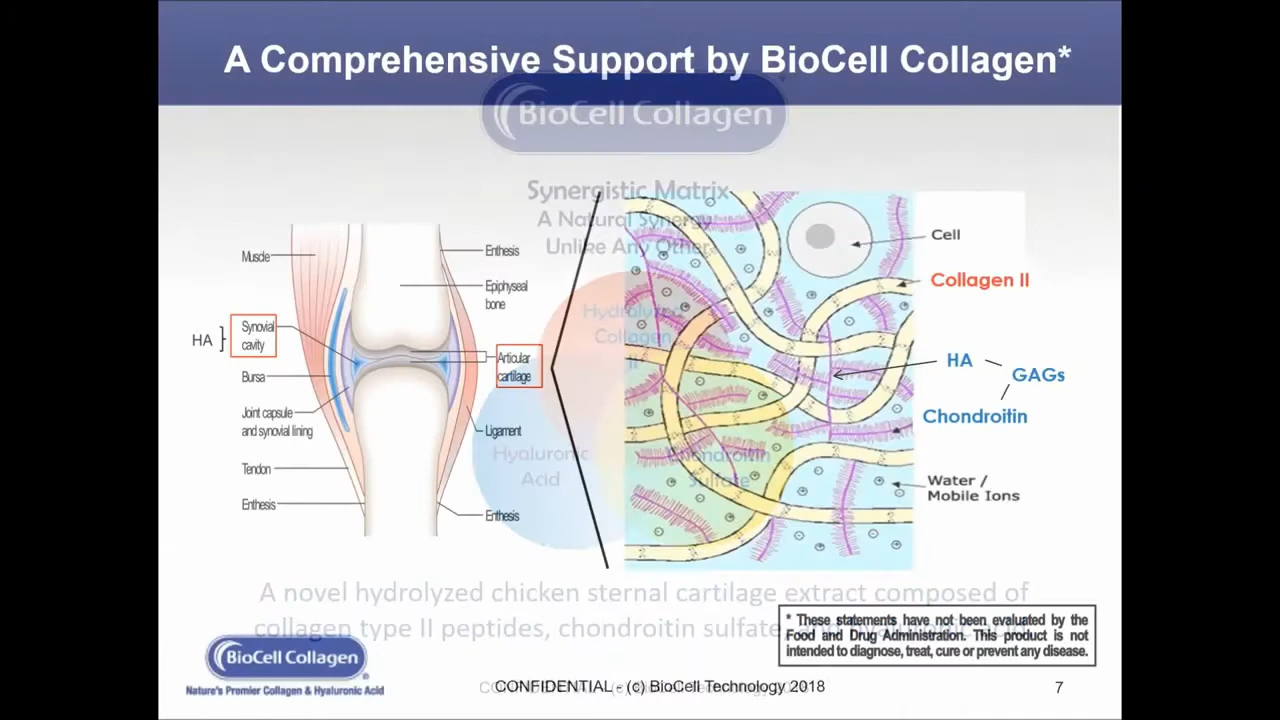 A Comprehensive Support by BioCell Collagen*
BioCell Collagen
Synergistic Matrix
A Natural Synergy
Unlike Any Other
Hydrolyzed
Collagen
II
Hyaluronic
Acid
Chondroitin
Sulfate
Muscle
HA
Synovial
cavity
Bursa
Joint capsule
and synovial lining
Tendon
Enthesis
Enthesis
Epiphyseal
bone
Articular
cartilage
Ligament
Enthesis
Cell
Collagen II
HA
GAGs
Chondroitin
Water /
Mobile Ions
A novel hydrolyzed chicken sternal cartilage extract composed of
collagen type II peptides, chondroitin sulfate,
* These statements have not been evaluated by the
Food and Drug Administration. This product is not
intended to diagnose, treat, cure or prevent any disease.
BioCell Collagen
®
Nature's Premier Collagen & Hyaluronic Acid
CONFIDENTIAL - (c) BioCell Technology 2018
7